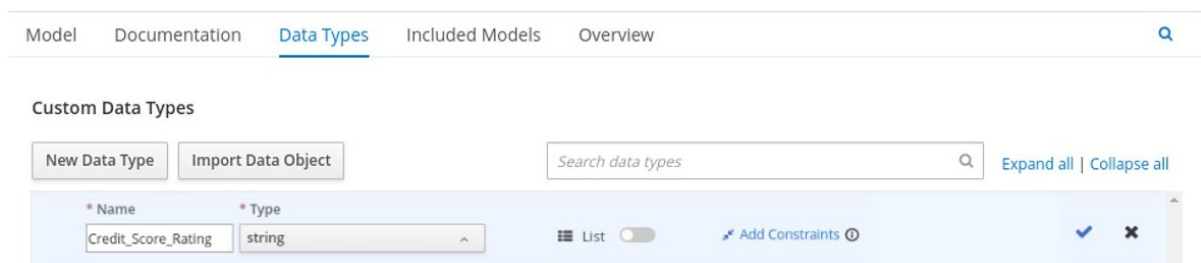 Model Documentation Data Types Included Models Overview
Custom Data Types
New Data Type Import Data Object Search data types Expand all | Collapse all
* Name * Type
Credit_Score_Rating string List Add Constraints